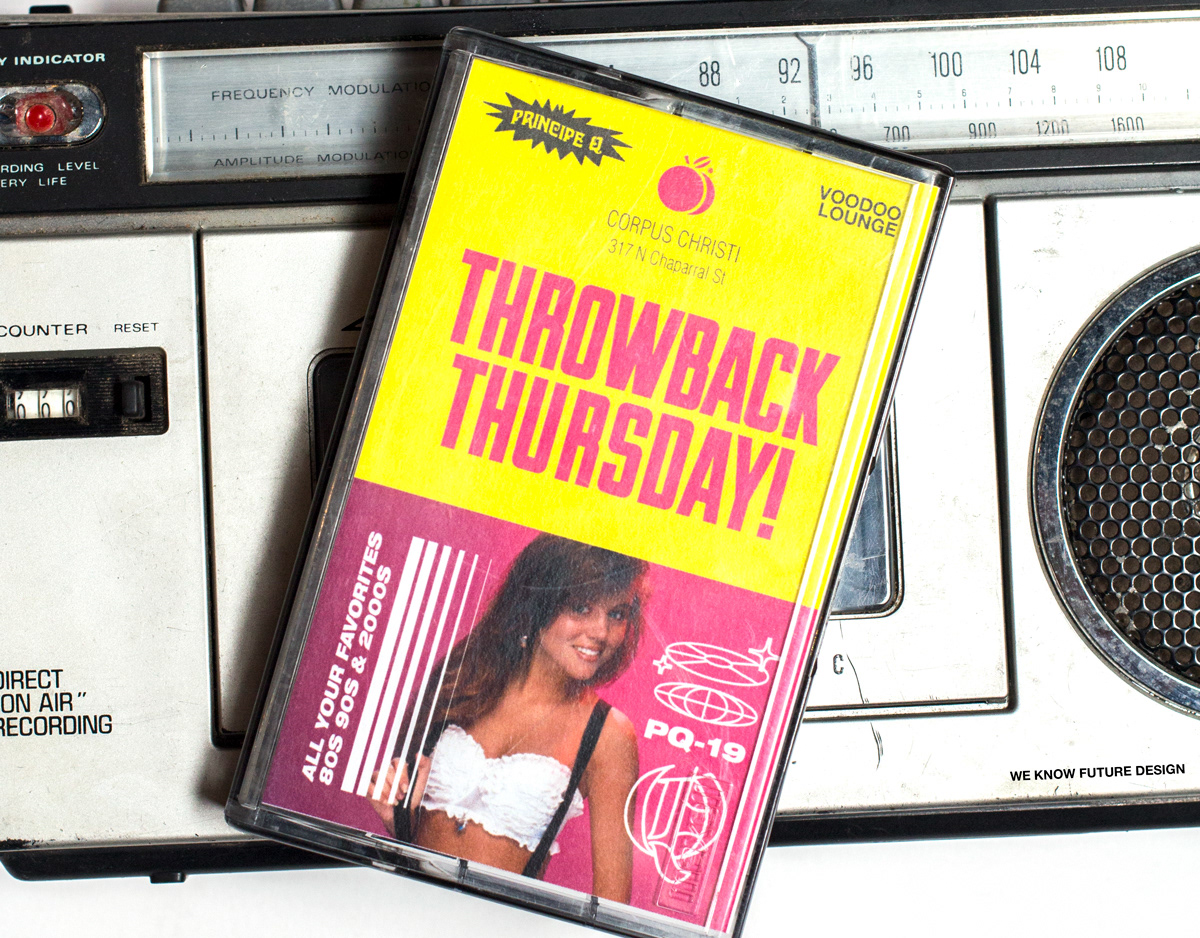 Y INDICATOR
RDING LEVEL
ERY LIFE
FREQUENCY MODULATIO
AMPLITUDE MODULATIO
88 92 96 100 104 108
700 900 1200 1600
COUNTER RESET
DIRECT
ON AIR"
RECORDING
PRINCIPE Q
VOODOO
LOUNGE
CORPUS CHRISTI
317 N Chaparral St
THROWBACK
THURSDAY!
ALL YOUR FAVORITES
80S 90S & 2000S
PQ-19
C
WE KNOW FUTURE DESIGN